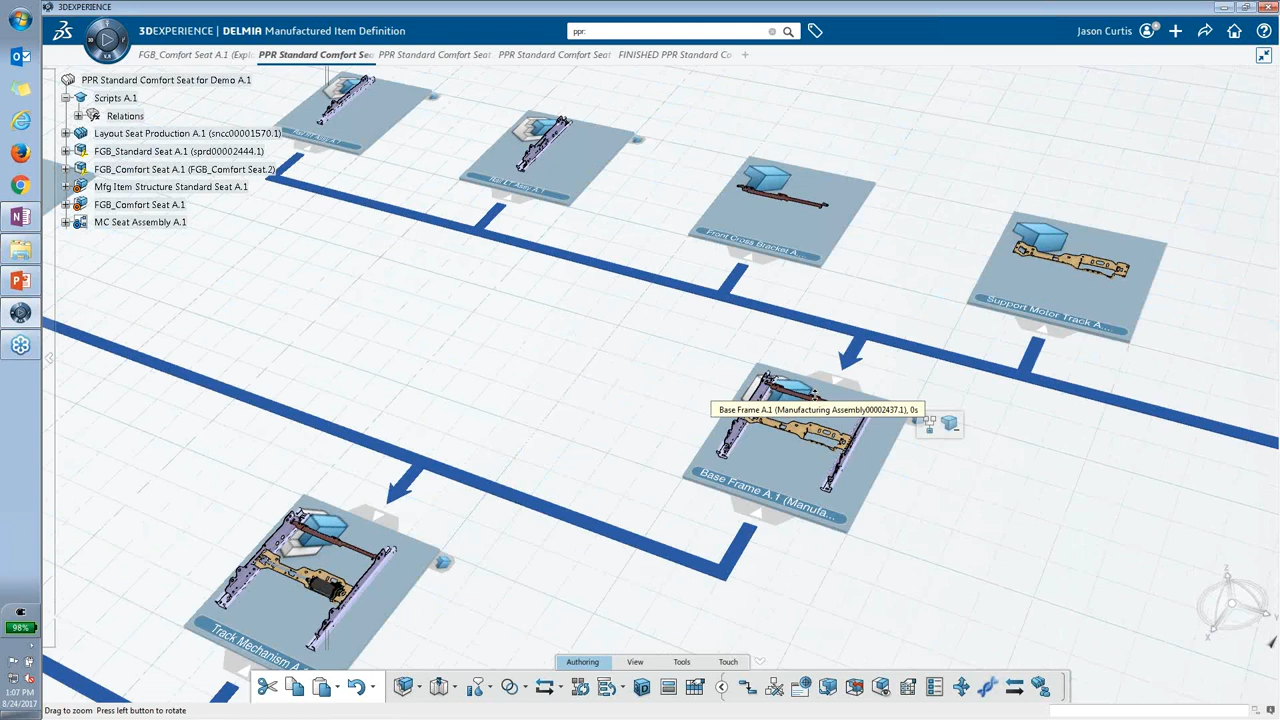 3DEXPERIENCE
3DEXPERIENCE | DELMIA Manufactured Item Definition
ppr:
Jason Curtis
FGB_Comfort Seat A.1 (Expl
PPR Standard Comfort Sea
PPR Standard Comfort Seat
PPR Standard Comfort Seat
FINISHED PPR Standard Co
PPR Standard Comfort Seat for Demo A.1
Scripts A.1
Relations
Layout Seat Production A.1 (sncc00001570.1)
FGB_Standard Seat A.1 (sprd00002444.1)
FGB_Comfort Seat A.1 (FGB_Comfort Seat.2)
Mfg Item Structure Standard Seat A.1
FGB_Comfort Seat A.1
MC Seat Assembly A.1
Front Cross Bracket A...
Support Motor Track A...
Base Frame A.1 (Manufacturing Assembly00002437.1), 0s
Base Frame A.1 (Manufa...
Track Mechanism A.
Z
X
Y
Authoring
View
Tools
Touch
98%
1:07 PM
8/24/2017
Drag to zoom Press left button to rotate